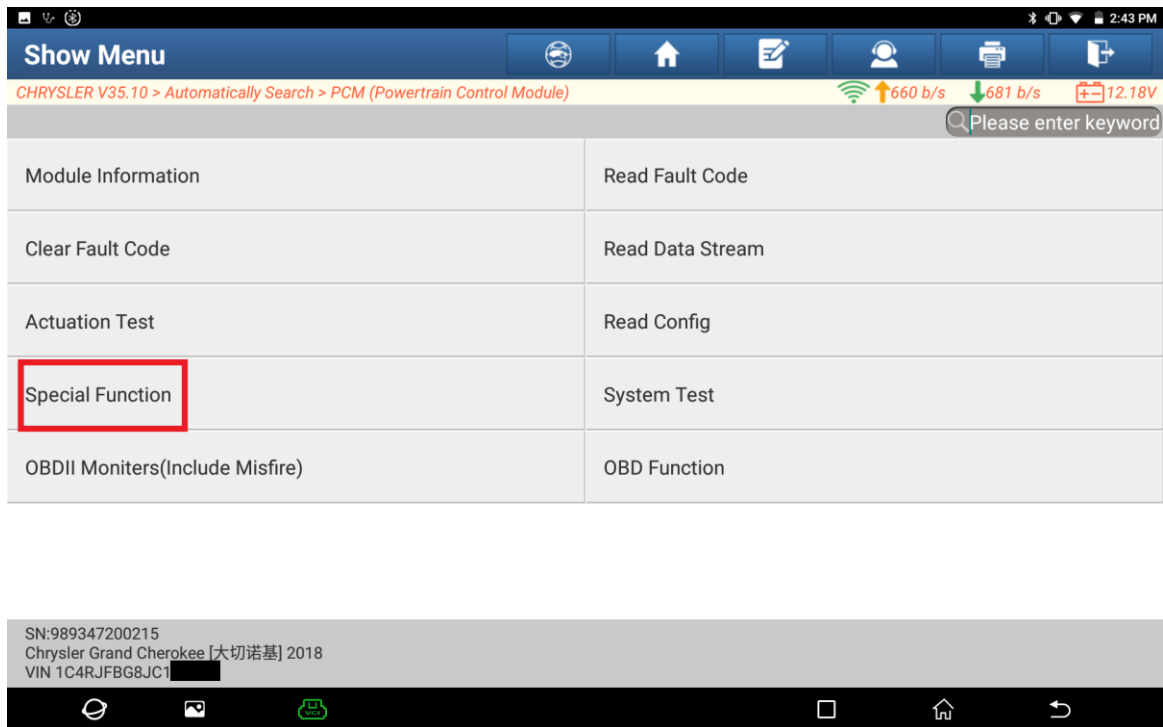 2:43 PM
Show Menu
CHRYSLER V35.10 > Automatically Search > PCM (Powertrain Control Module)
660 b/s 681 b/s 12.18V
Please enter keyword
Module Information
Read Fault Code
Clear Fault Code
Read Data Stream
Actuation Test
Read Config
Special Function
System Test
OBDII Moniters(Include Misfire)
OBD Function
SN:989347200215
Chrysler Grand Cherokee [大切诺基] 2018
VIN 1C4RJFBG8JC1
VCI